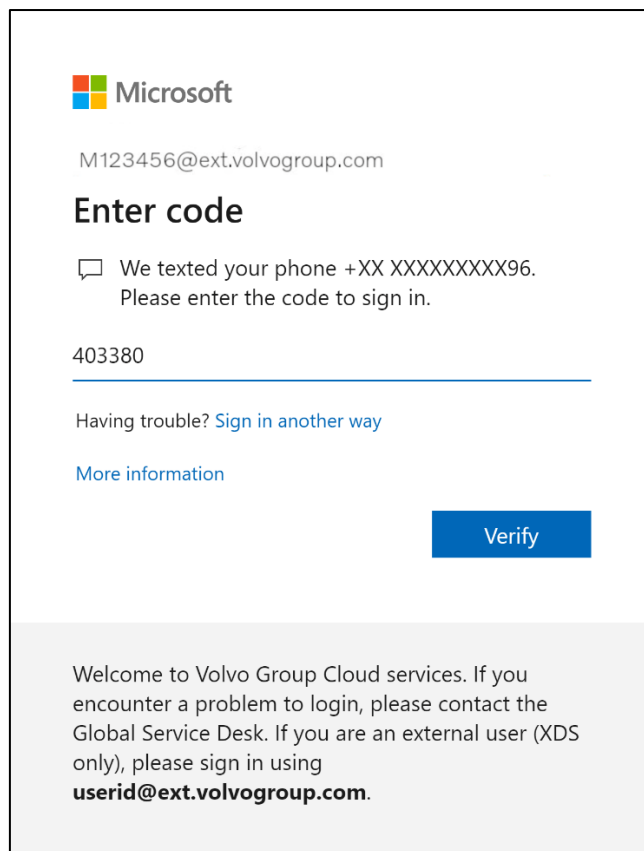 Microsoft
M123456@ext.volvogroup.com
Enter code
We texted your phone +XX XXXXXXXXX96.
Please enter the code to sign in.
403380
Having trouble? Sign in another way
More information
Verify
Welcome to Volvo Group Cloud services. If you
encounter a problem to login, please contact the
Global Service Desk. If you are an external user (XDS
only), please sign in using
userid@ext.volvogroup.com.